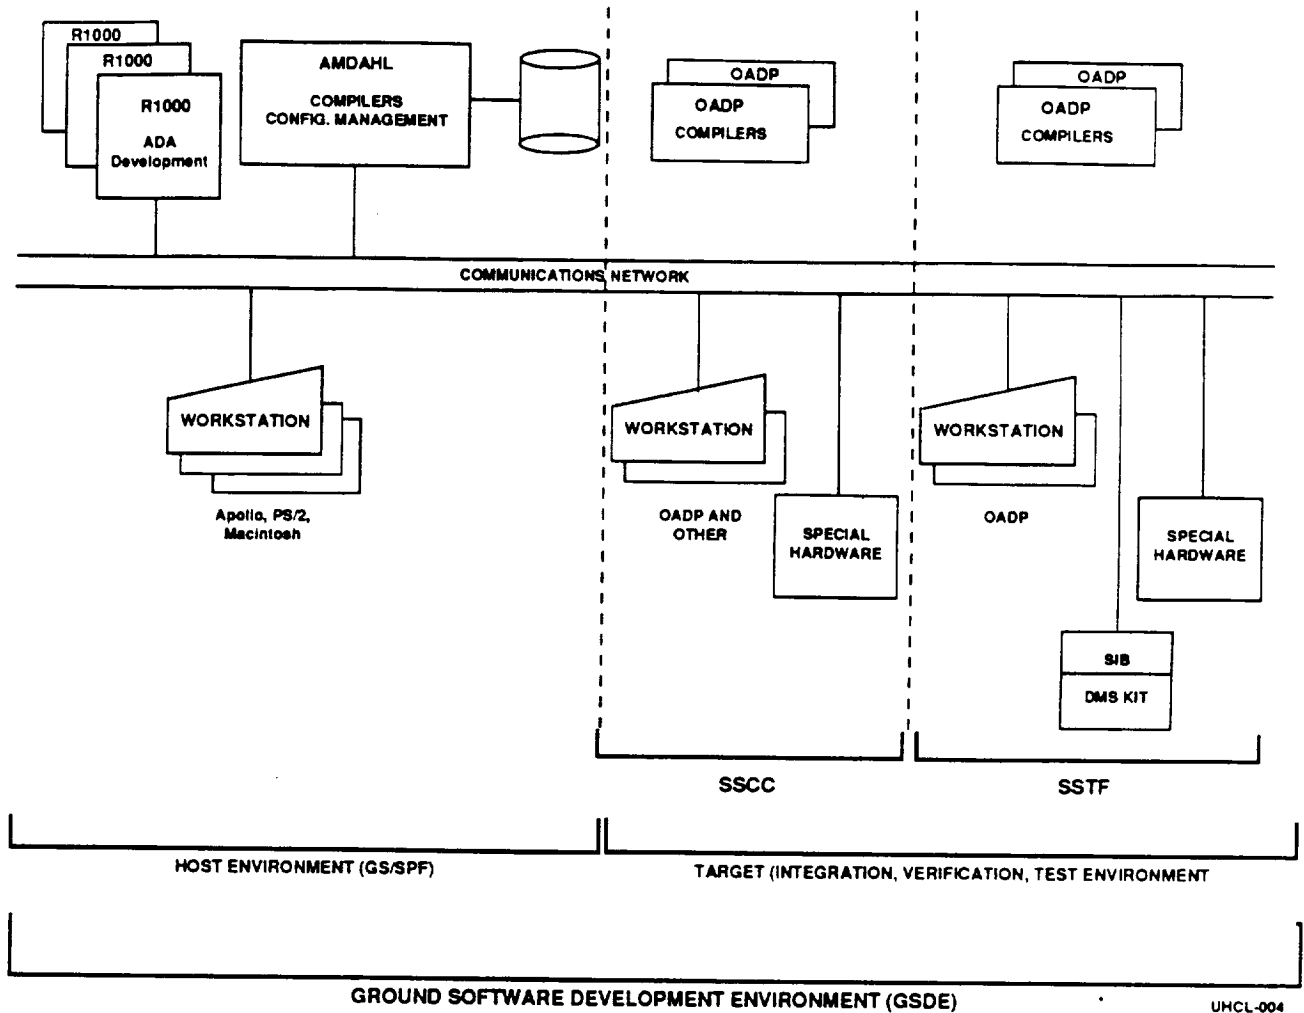 R1000
R1000
R1000
ADA
Development
AMDAHL
COMPILERS
CONFIG. MANAGEMENT
OADP
OADP
COMPILERS
OADP
OADP
COMPILERS
COMMUNICATIONS NETWORK
WORKSTATION
Apollo, PS/2,
Macintosh
WORKSTATION
OADP AND
OTHER
SPECIAL
HARDWARE
WORKSTATION
OADP
SPECIAL
HARDWARE
SIB
DMS KIT
SSCC
SSTF
HOST ENVIRONMENT (GS/SPF)
TARGET (INTEGRATION, VERIFICATION, TEST ENVIRONMENT
GROUND SOFTWARE DEVELOPMENT ENVIRONMENT (GSDE)
UHCL-004